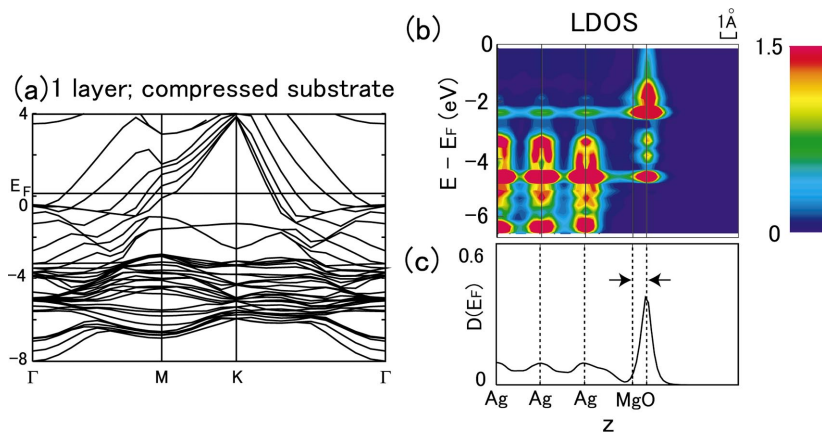 (a) 1 layer; compressed substrate
4
E_F
0
-4
-8
Γ M K Γ
(b) LDOS 1Å
0
-2
-4
-6
E - E_F (eV)
1.5
0
(c)
0.6
0
D(E_F)
Ag Ag Ag MgO
z